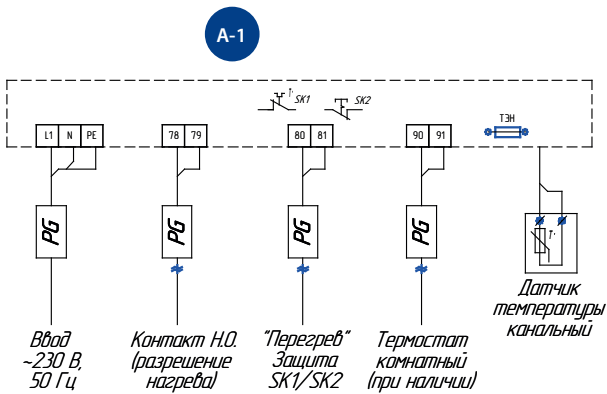 A-1
t° SK1 SK2
ТЭН
L1 N PE 78 79 80 81 90 91
PG PG PG PG
t°
Ввод
~230 В,
50 Гц
Контакт Н.О.
(разрешение
нагрева)
"Перегрев"
Защита
SK1/SK2
Термостат
комнатный
(при наличии)
Датчик
температуры
канальный